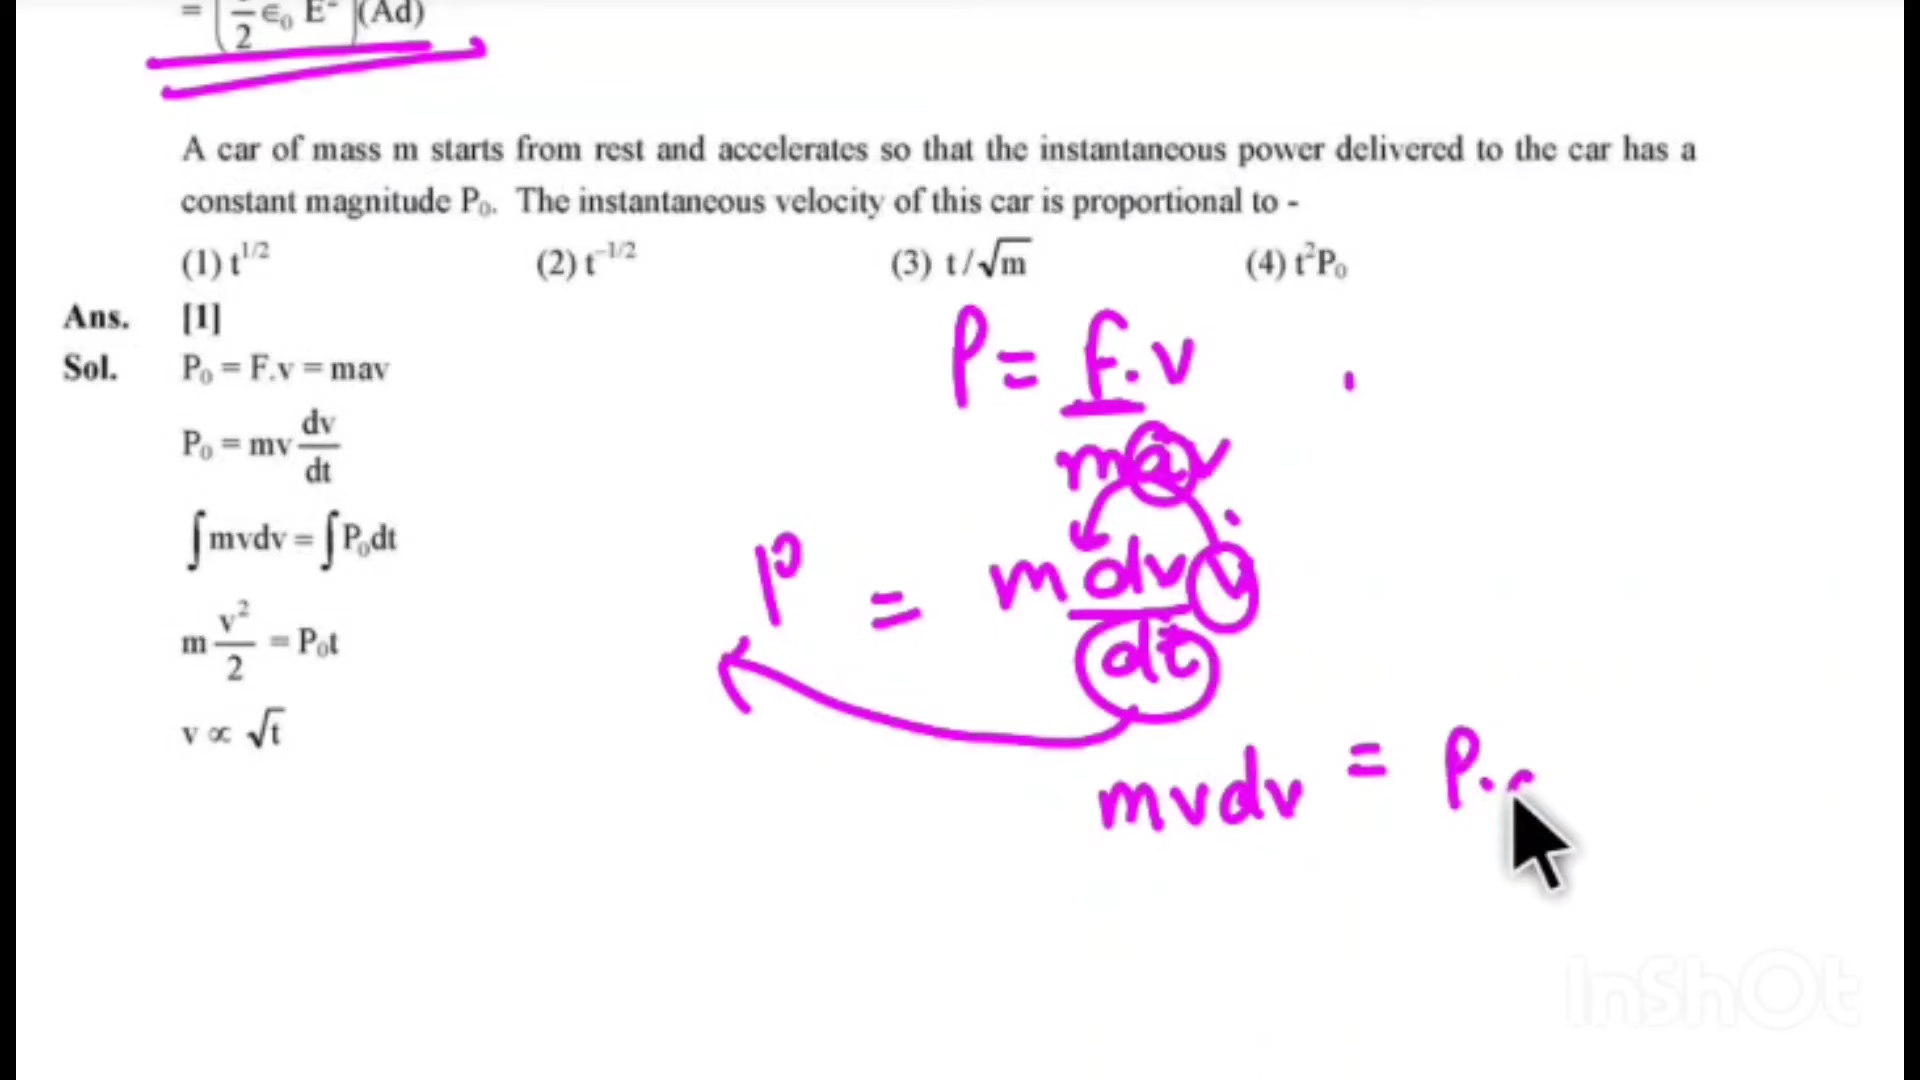 = (1/2 ∈₀ E² )(Ad)
A car of mass m starts from rest and accelerates so that the instantaneous power delivered to the car has a
constant magnitude P₀. The instantaneous velocity of this car is proportional to -
(1) t^1/2 (2) t^-1/2 (3) t/√m (4) t²P₀
Ans. [1]
Sol. P₀ = F.v = mav
P₀ = mv dv/dt
∫mvdv = ∫P₀dt
m v²/2 = P₀t
v ∝ √t
P = F.v
mav
P = m dv/dt v
mvdv = P.
InShOt